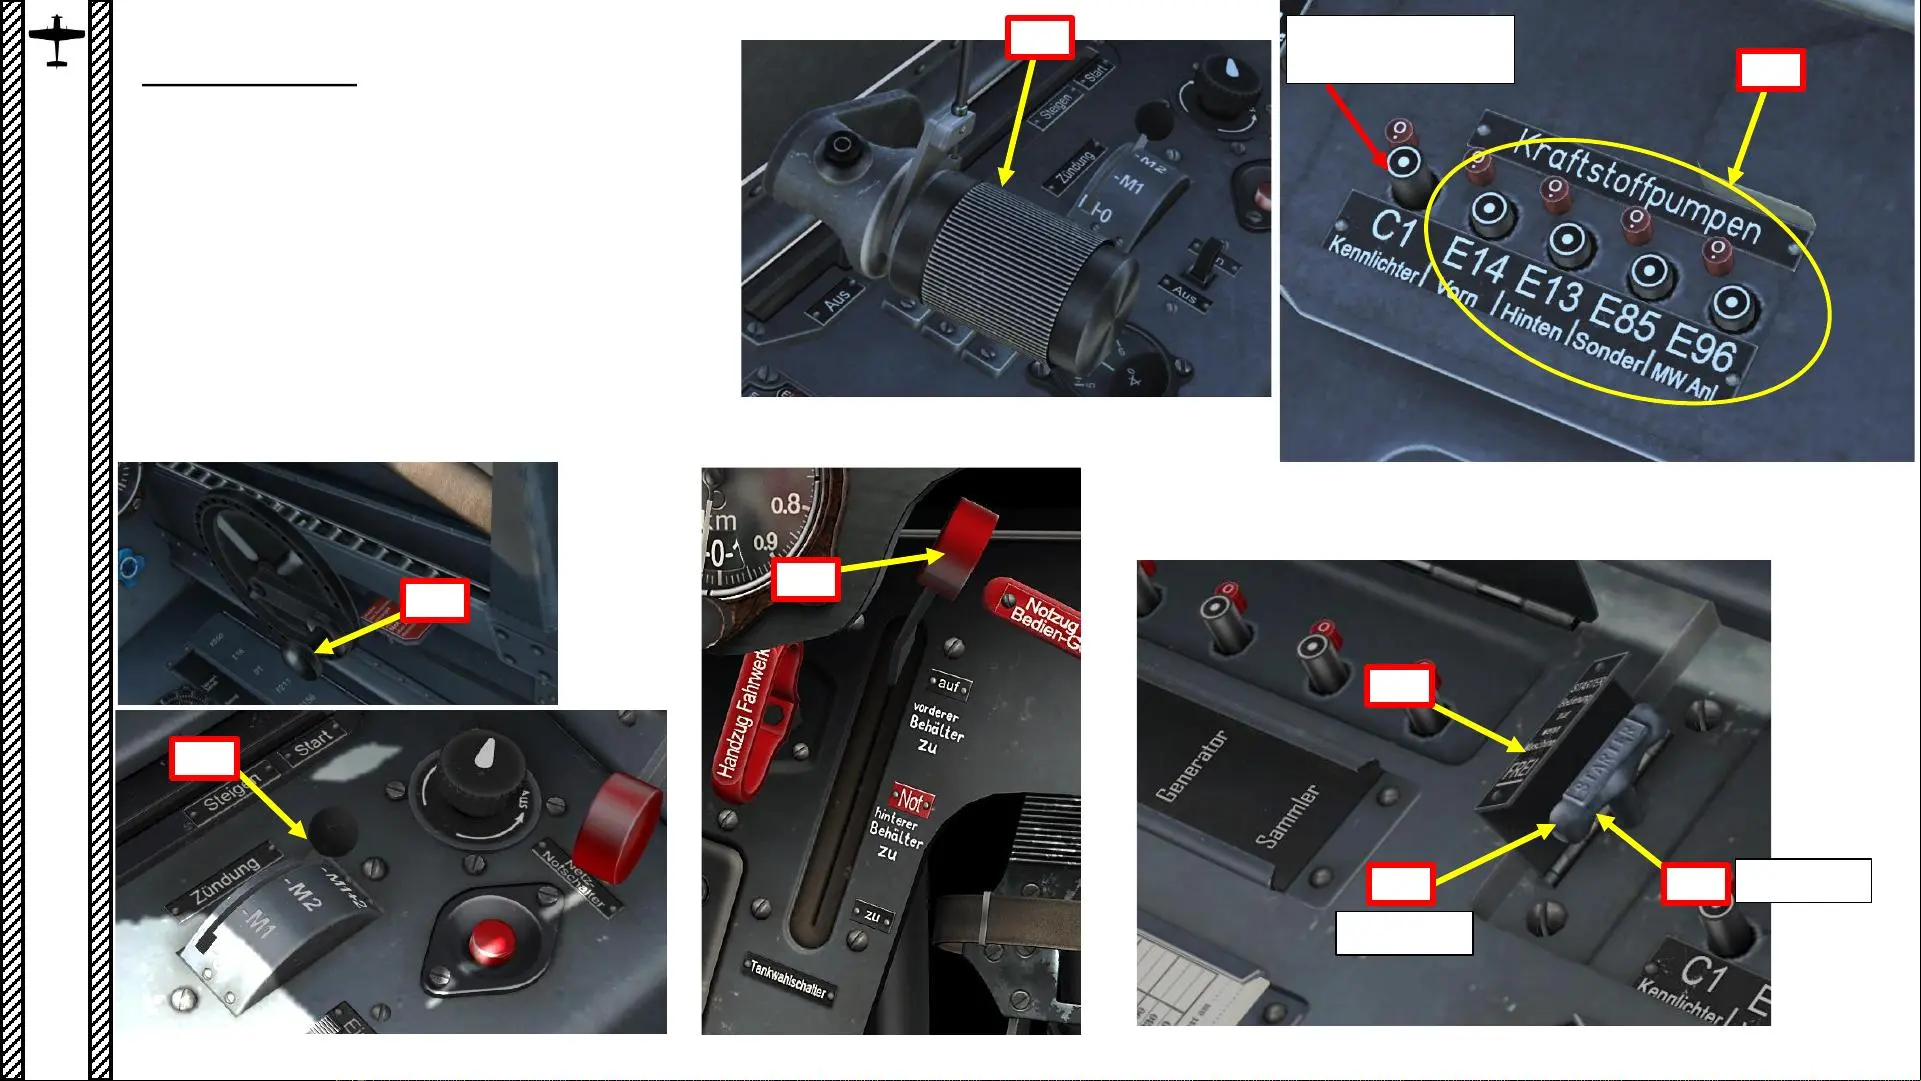 Start
Steigen
Zündung
-M2
-M1
0
Aus
Aus
Kraftstoffpumpen
C1
E14 E13 E85 E96
Kennlichter
Vorn
Hinten
Sonder
MW Anl
0.8
km
0.9
-0-
Notzug
Bedien-G
Handzug Fahrwerk
auf
vorderer
Behälter
zu
Not
hinterer
Behälter
zu
zu
Tankwahlschalter
Start
Steigen
Zündung
-M1+2
-M2
-M1
AUS
Netz-
Notschalter
Generator
Sammler
FREI
STARTER
C1
E
Kennlichter